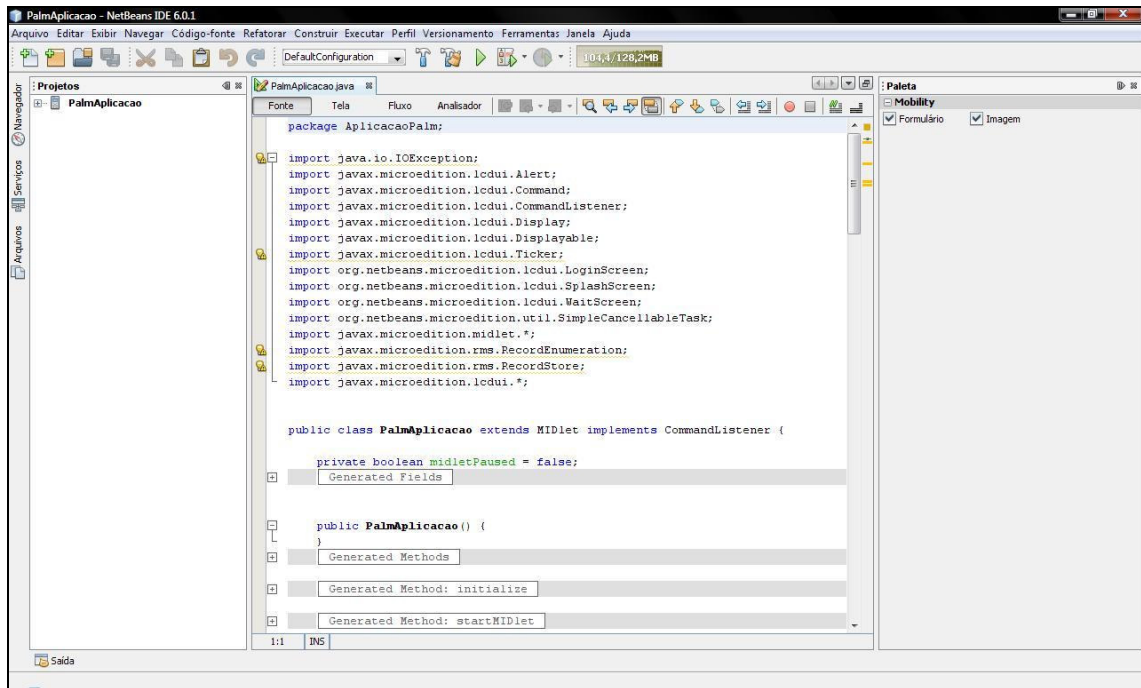 PalmAplicacao - NetBeans IDE 6.0.1
Arquivo Editar Exibir Navegar Código-fonte Refatorar Construir Executar Perfil Versionamento Ferramentas Janela Ajuda
DefaultConfiguration
104,4/128,2MB
Navegador
Serviços
Arquivos
Projetos
PalmAplicacao
PalmAplicacao.java
Fonte Tela Fluxo Analisador
package AplicacaoPalm;
import java.io.IOException;
import javax.microedition.lcdui.Alert;
import javax.microedition.lcdui.Command;
import javax.microedition.lcdui.CommandListener;
import javax.microedition.lcdui.Display;
import javax.microedition.lcdui.Displayable;
import javax.microedition.lcdui.Ticker;
import org.netbeans.microedition.lcdui.LoginScreen;
import org.netbeans.microedition.lcdui.SplashScreen;
import org.netbeans.microedition.lcdui.WaitScreen;
import org.netbeans.microedition.util.SimpleCancellableTask;
import javax.microedition.midlet.*;
import javax.microedition.rms.RecordEnumeration;
import javax.microedition.rms.RecordStore;
import javax.microedition.lcdui.*;
public class PalmAplicacao extends MIDlet implements CommandListener {
private boolean midletPaused = false;
Generated Fields
public PalmAplicacao() {
}
Generated Methods
Generated Method: initialize
Generated Method: startMIDlet
1:1 INS
Paleta
Mobility
Formulário Imagem
Saída